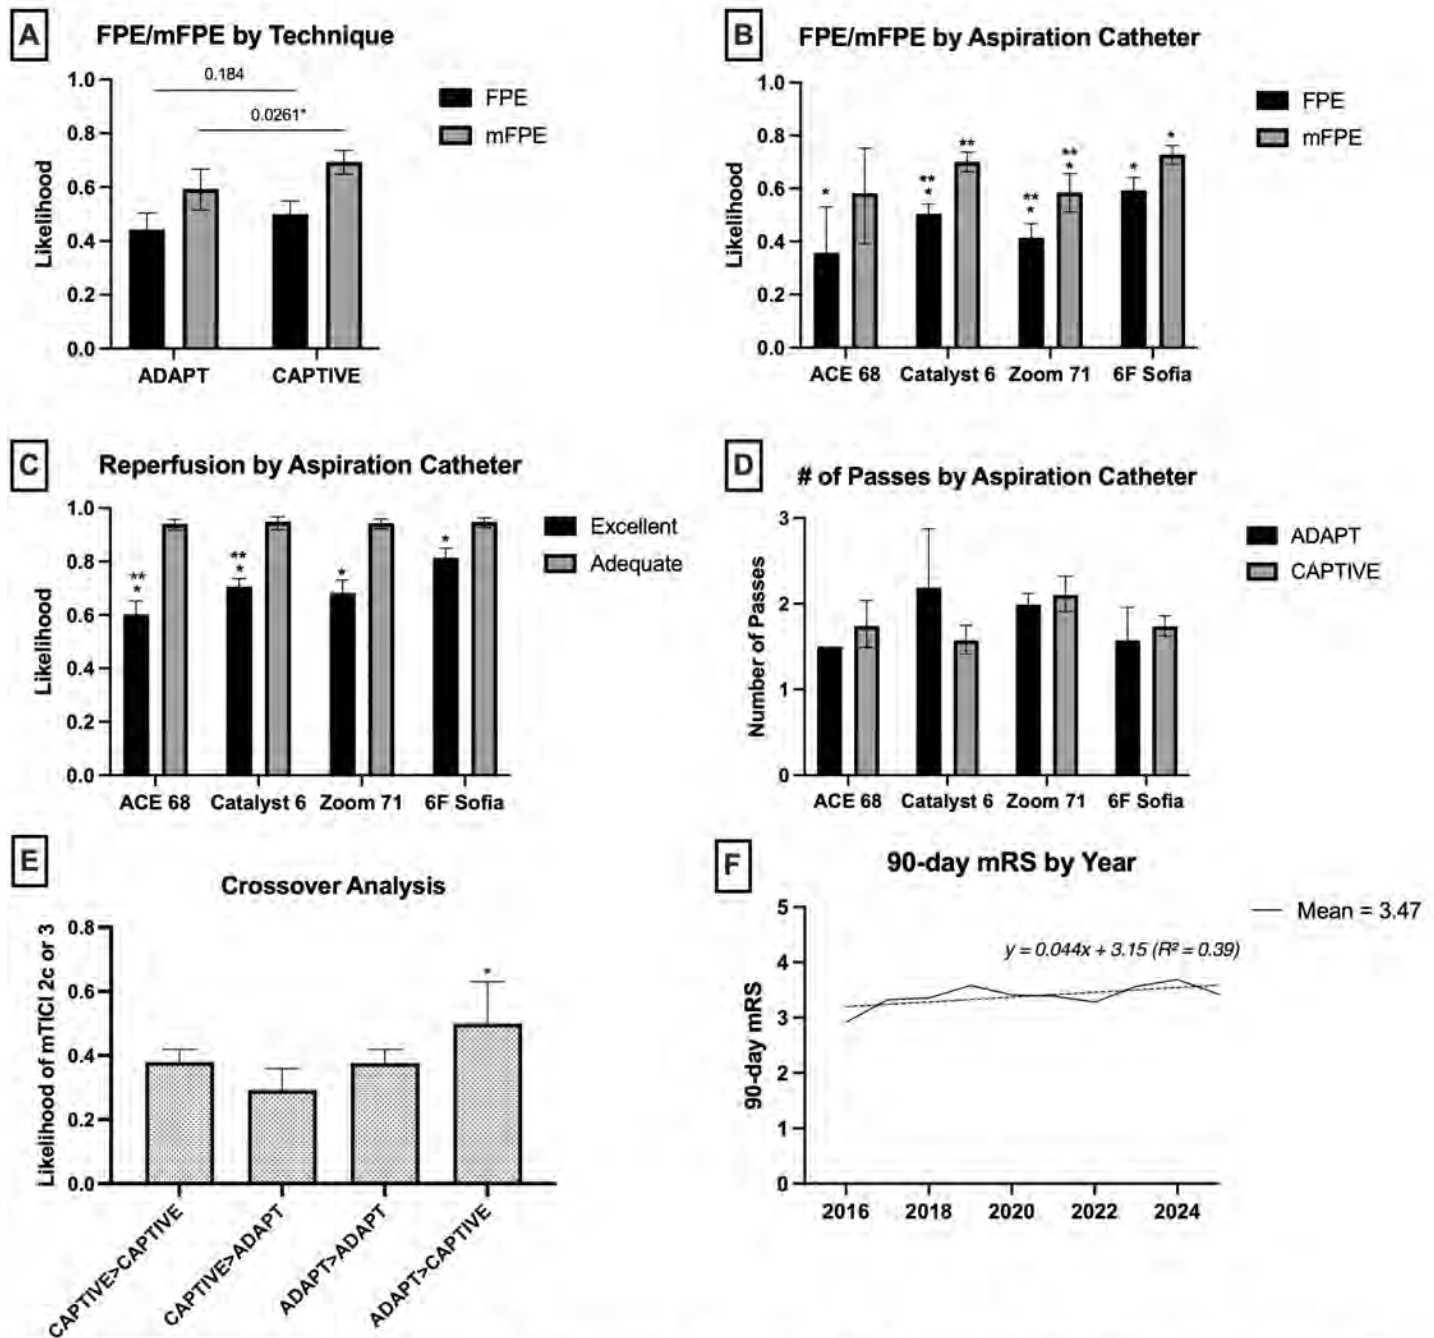 A
FPE/mFPE by Technique
1.0
0.8
0.6
0.4
0.2
0.0
Likelihood
0.184
0.0261*
FPE
mFPE
ADAPT CAPTIVE
B
FPE/mFPE by Aspiration Catheter
1.0
0.8
0.6
0.4
0.2
0.0
Likelihood
*
**
*
**
**
*
**
*
*
*
FPE
mFPE
ACE 68 Catalyst 6 Zoom 71 6F Sofia
C
Reperfusion by Aspiration Catheter
1.0
0.8
0.6
0.4
0.2
0.0
Likelihood
**
*
**
*
*
*
Excellent
Adequate
ACE 68 Catalyst 6 Zoom 71 6F Sofia
D
# of Passes by Aspiration Catheter
3
2
1
0
Number of Passes
ADAPT
CAPTIVE
ACE 68 Catalyst 6 Zoom 71 6F Sofia
E
Crossover Analysis
0.8
0.6
0.4
0.2
0.0
Likelihood of mTICI 2c or 3
*
CAPTIVE>CAPTIVE
CAPTIVE>ADAPT
ADAPT>ADAPT
ADAPT>CAPTIVE
F
90-day mRS by Year
5
4
3
2
1
0
90-day mRS
Mean = 3.47
y = 0.044x + 3.15 (R² = 0.39)
2016 2018 2020 2022 2024